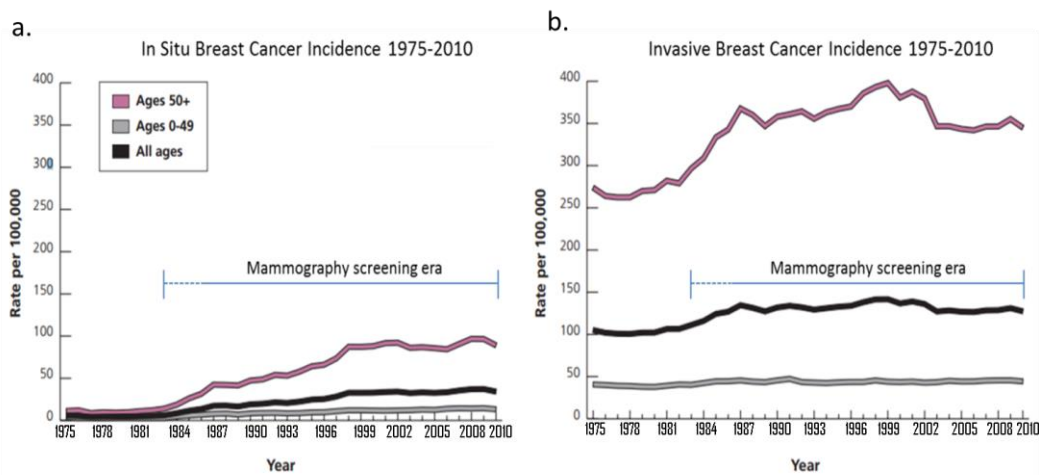 a.
In Situ Breast Cancer Incidence 1975-2010
400
350
300
250
200
150
100
50
0
Rate per 100,000
Ages 50+
Ages 0-49
All ages
Mammography screening era
1975 1978 1981 1984 1987 1990 1993 1996 1999 2002 2005 2008 2010
Year
b.
Invasive Breast Cancer Incidence 1975-2010
400
350
300
250
200
150
100
50
0
Rate per 100,000
Mammography screening era
1975 1978 1981 1984 1987 1990 1993 1996 1999 2002 2005 2008 2010
Year